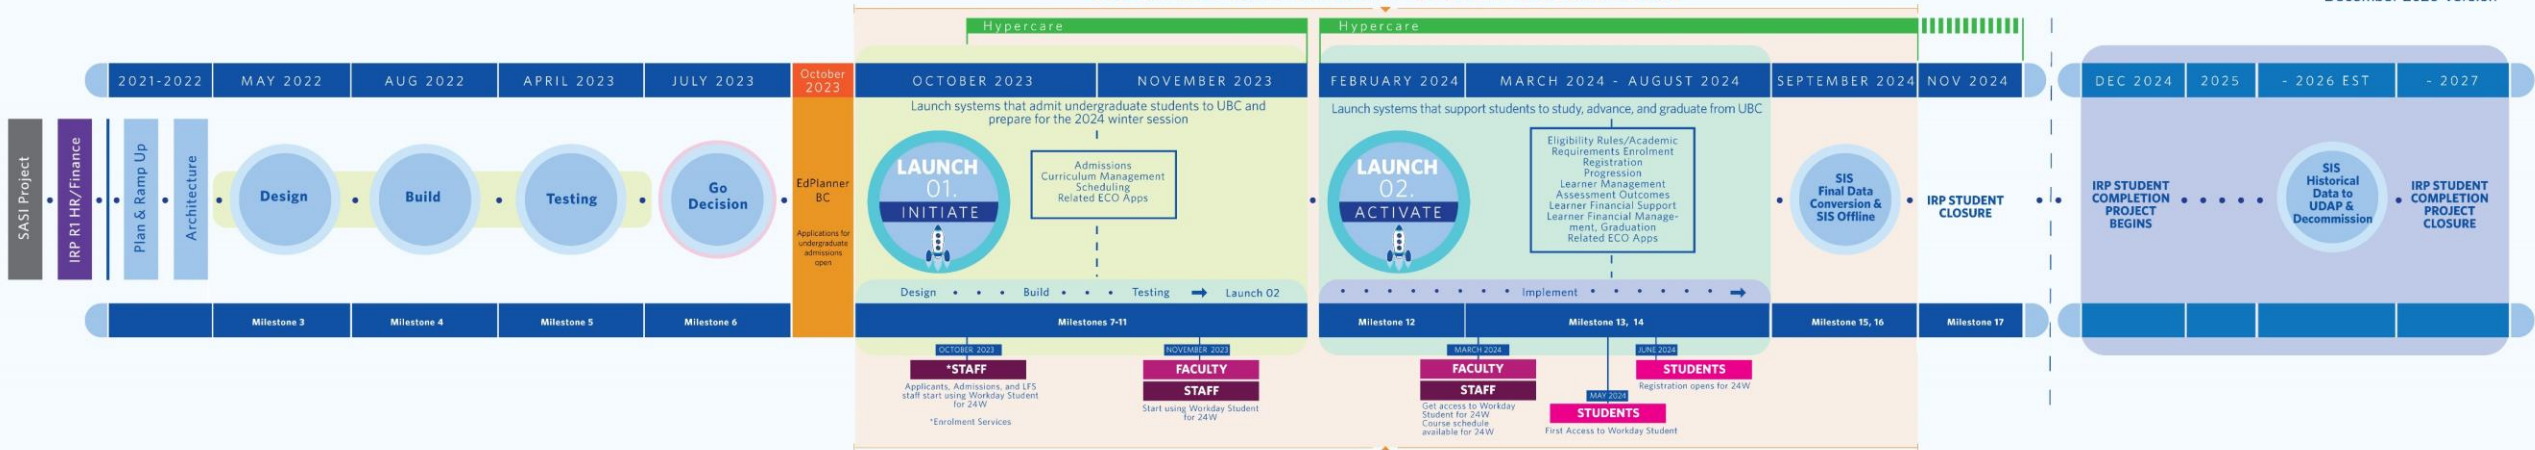 Hypercare
Hypercare
2021-2022
MAY 2022
AUG 2022
APRIL 2023
JULY 2023
October
2023
OCTOBER 2023
NOVEMBER 2023
FEBRUARY 2024
MARCH 2024 - AUGUST 2024
SEPTEMBER 2024
NOV 2024
DEC 2024
2025
- 2026 EST
- 2027
SASI Project
IRP R1 HR/Finance
Plan & Ramp Up
Architecture
Design
Build
Testing
Go
Decision
EdPlanner
BC
Applications for
undergraduate
admissions
open
Launch systems that admit undergraduate students to UBC and
prepare for the 2024 winter session
LAUNCH
01.
INITIATE
Admissions
Curriculum Management
Scheduling
Related ECO Apps
Design • • • Build • • • Testing → Launch 02
Launch systems that support students to study, advance, and graduate from UBC
LAUNCH
02.
ACTIVATE
Eligibility Rules/Academic
Requirements Enrolment
Registration
Progression
Learner Management
Assessment Outcomes
Learner Financial Support
Learner Financial Manage-
ment, Graduation
Related ECO Apps
Implement
SIS
Final Data
Conversion &
SIS Offline
IRP STUDENT
CLOSURE
IRP STUDENT
COMPLETION
PROJECT
BEGINS
SIS
Historical
Data to
UDAP &
Decommission
IRP STUDENT
COMPLETION
PROJECT
CLOSURE
Milestone 3
Milestone 4
Milestone 5
Milestone 6
Milestones 7-11
Milestone 12
Milestone 13, 14
Milestone 15, 16
Milestone 17
OCTOBER 2023
*STAFF
Applicants, Admissions, and LFS
staff start using Workday Student
for 24W
*Enrolment Services
NOVEMBER 2023
FACULTY
STAFF
Start using Workday Student
for 24W
MARCH 2024
FACULTY
STAFF
Get access to Workday
Student for 24W
Course schedule
available for 24W
MAY 2024
STUDENTS
First Access to Workday Student
JUNE 2024
STUDENTS
Registration opens for 24W